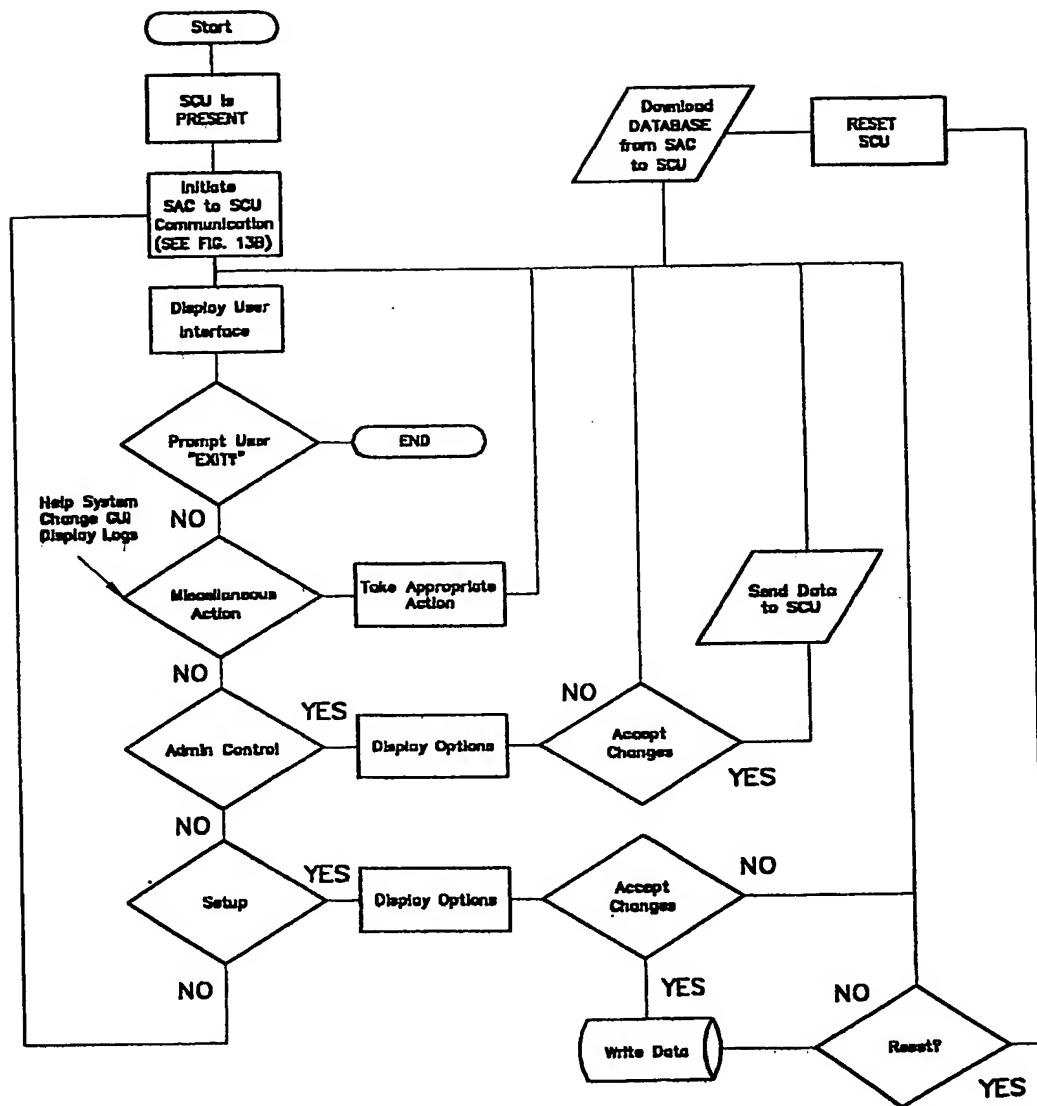 Start
SCU is
PRESENT
Initiate
SAC to SCU
Communication
(SEE FIG. 13B)
Download
DATABASE
from SAC
to SCU
RESET
SCU
Display User
Interface
Prompt User
"EXIT?"
END
NO
Help System
Change GUI
Display Logs
Miscellaneous
Action
Take Appropriate
Action
Send Data
to SCU
NO
Admin Control
YES
Display Options
NO
Accept
Changes
YES
NO
Setup
YES
Display Options
Accept
Changes
NO
NO
YES
Write Data
NO
Reset?
YES